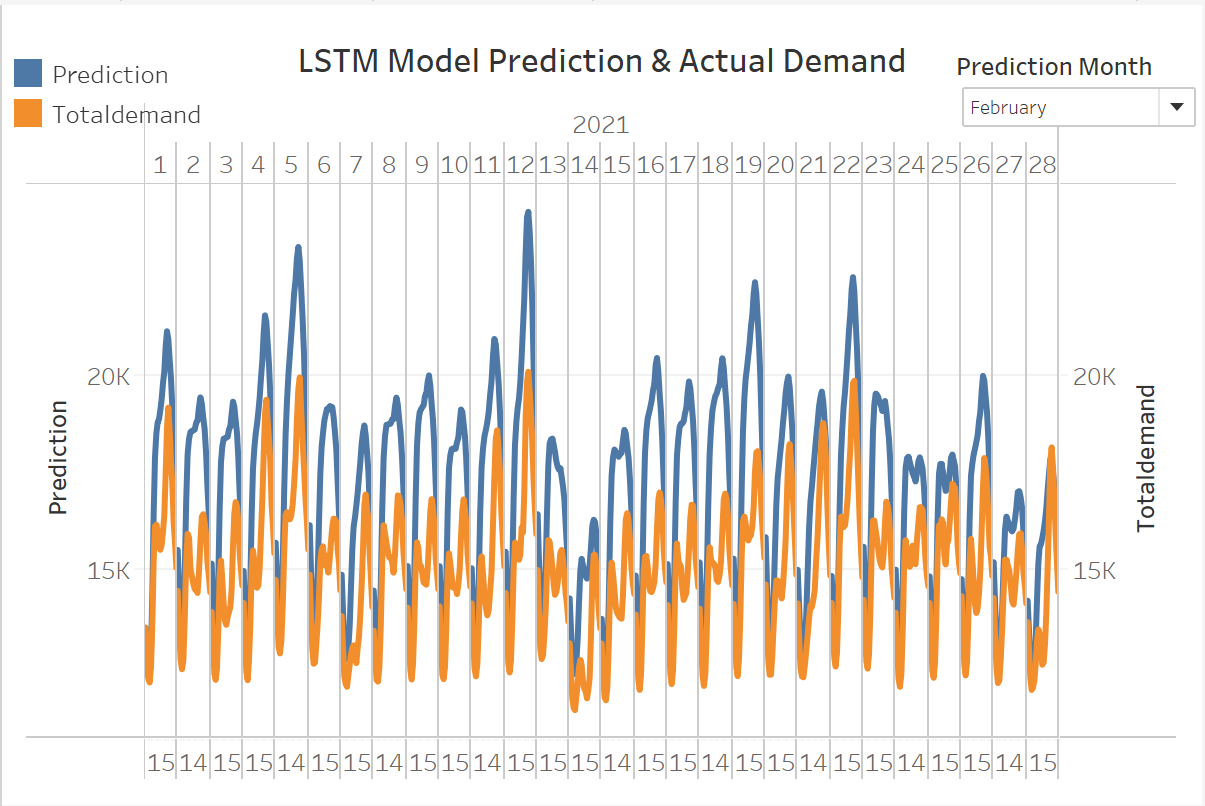 LSTM Model Prediction & Actual Demand
Prediction
Totaldemand
Prediction Month
February
2021
1 2 3 4 5 6 7 8 9 10 11 12 13 14 15 16 17 18 19 20 21 22 23 24 25 26 27 28
20K
15K
Prediction
20K
15K
Totaldemand
15 14 15 15 14 15 15 14 15 15 14 15 15 14 14 15 15 14 15 15 14 15 15 14 15 15 14 15